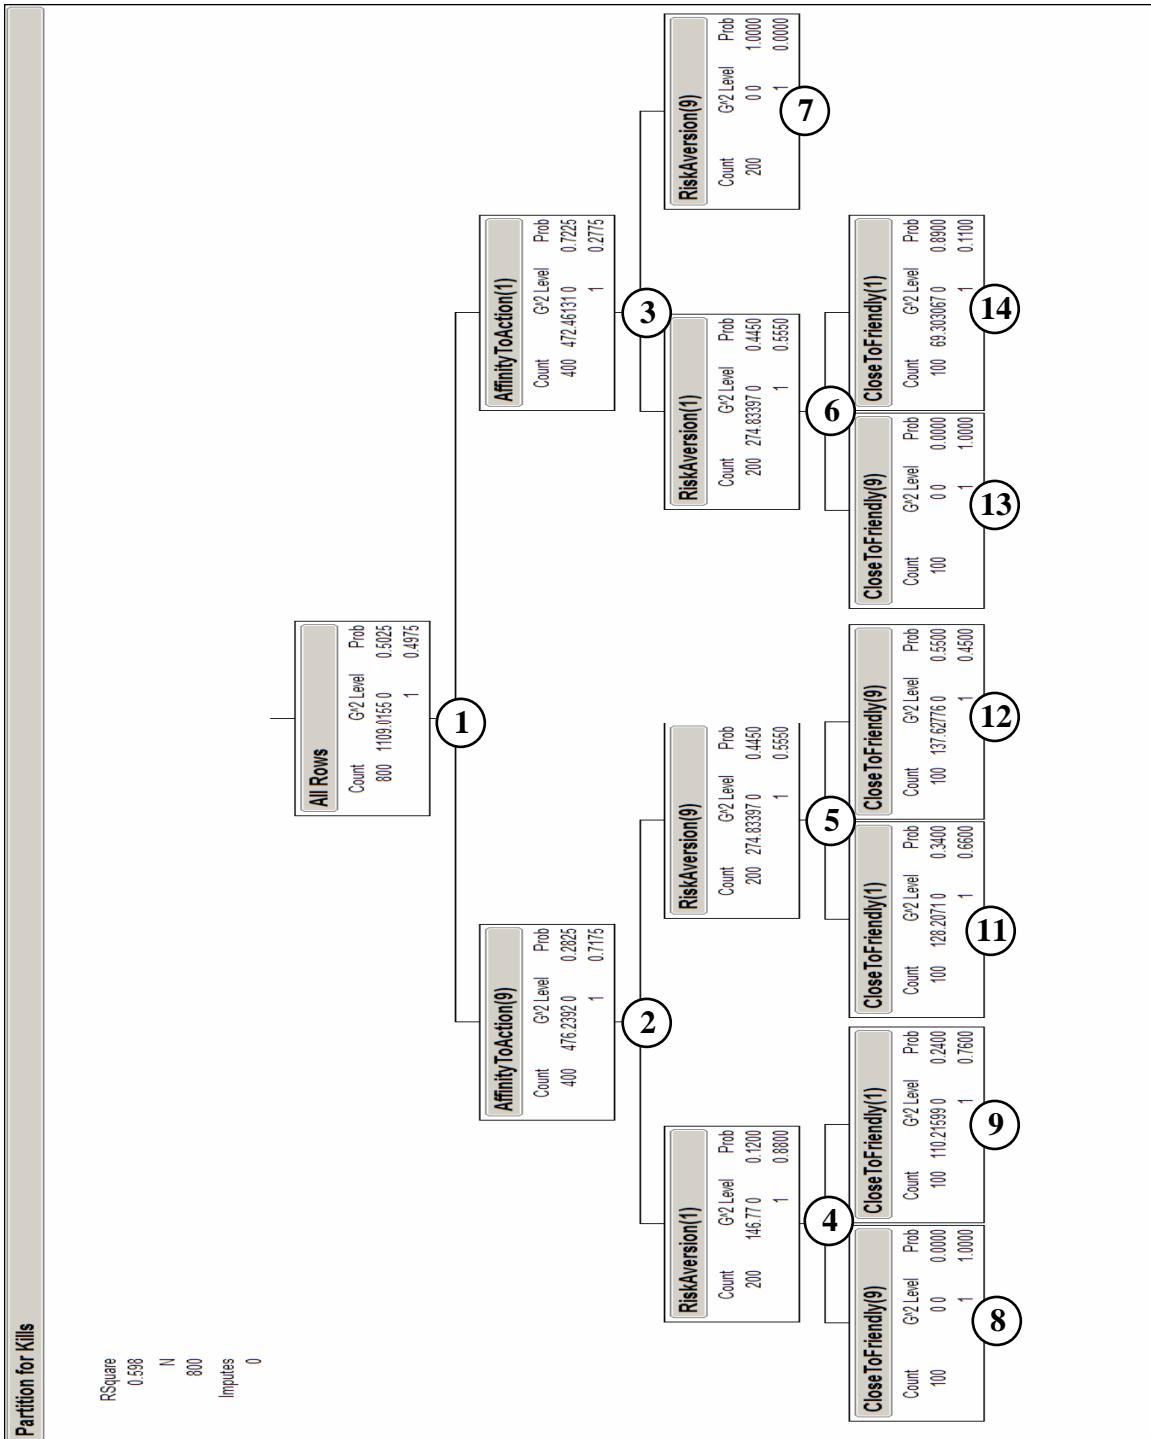 Partition for Kills
RSquare
0.598
N
800
Imputes
0
All Rows
Count G^2 Level Prob
800 1109.0155 0 0.5025
1 0.4975
1
AffinityToAction(9)
Count G^2 Level Prob
400 476.2392 0 0.2825
1 0.7175
2
AffinityToAction(1)
Count G^2 Level Prob
400 472.46131 0 0.7225
1 0.2775
3
RiskAversion(1)
Count G^2 Level Prob
200 146.77 0 0.1200
1 0.8800
4
RiskAversion(9)
Count G^2 Level Prob
200 274.83397 0 0.4450
1 0.5550
5
RiskAversion(1)
Count G^2 Level Prob
200 274.83397 0 0.4450
1 0.5550
6
RiskAversion(9)
Count G^2 Level Prob
200 0 0 1.0000
1 0.0000
7
CloseToFriendly(9)
Count G^2 Level Prob
100 0 0 0.0000
1 1.0000
8
CloseToFriendly(1)
Count G^2 Level Prob
100 110.21599 0 0.2400
1 0.7600
9
CloseToFriendly(1)
Count G^2 Level Prob
100 128.2071 0 0.3400
1 0.6600
11
CloseToFriendly(9)
Count G^2 Level Prob
100 137.62776 0 0.5500
1 0.4500
12
CloseToFriendly(9)
Count G^2 Level Prob
100 0 0 0.0000
1 1.0000
13
CloseToFriendly(1)
Count G^2 Level Prob
100 69.303067 0 0.8900
1 0.1100
14